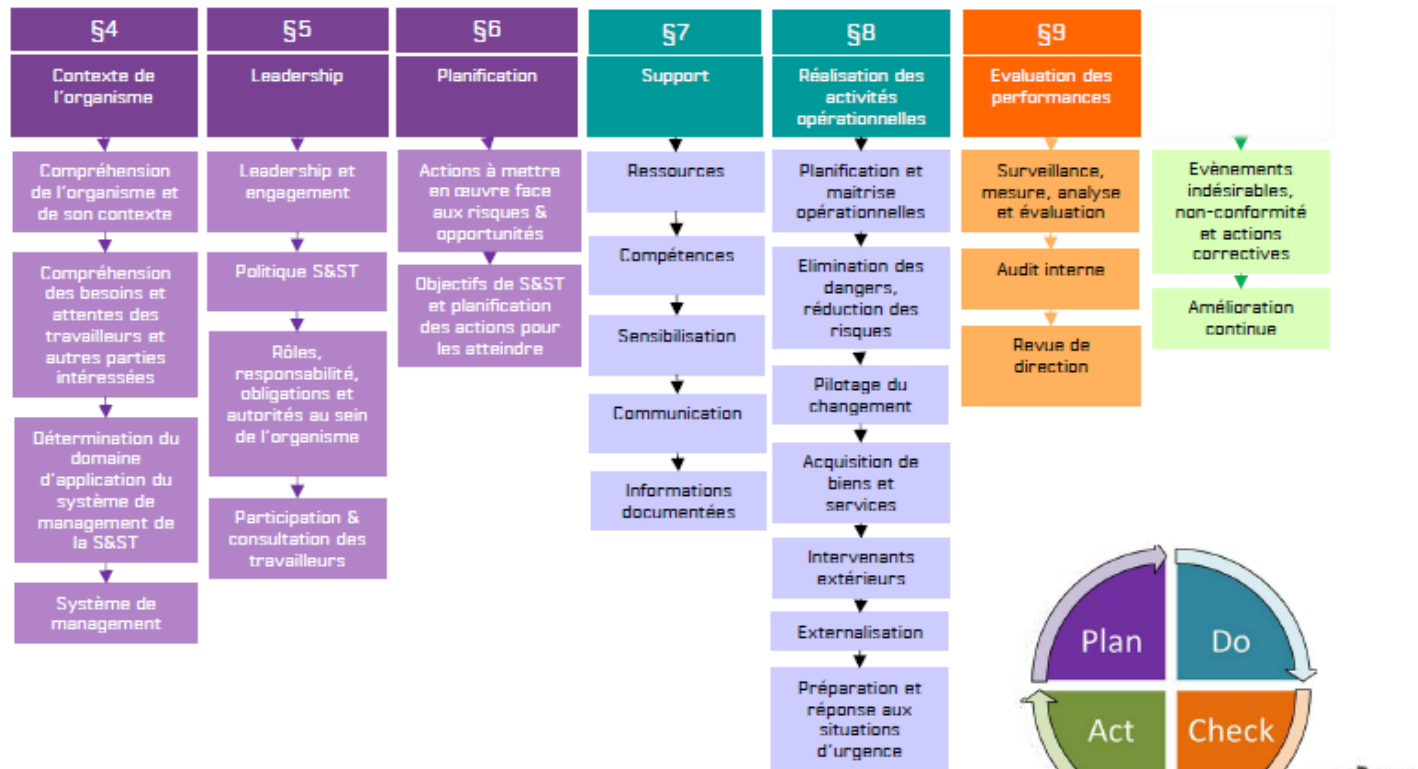 §4
Contexte de
l'organisme
Compréhension
de l'organisme et
de son contexte
Compréhension
des besoins et
attentes des
travailleurs et
autres parties
intéressées
Détermination du
domaine
d'application du
système de
management de
la S&ST
Système de
management
§5
Leadership
Leadership et
engagement
Politique S&ST
Rôles,
responsabilité,
obligations et
autorités au sein
de l'organisme
Participation &
consultation des
travailleurs
§6
Planification
Actions à mettre
en œuvre face
aux risques &
opportunités
Objectifs de S&ST
et planification
des actions pour
les atteindre
§7
Support
Ressources
Compétences
Sensibilisation
Communication
Informations
documentées
§8
Réalisation des
activités
opérationnelles
Planification et
maitrise
opérationnelles
Elimination des
dangers,
réduction des
risques
Pilotage du
changement
Acquisition de
biens et
services
Intervenants
extérieurs
Externalisation
Préparation et
réponse aux
situations
d'urgence
§9
Evaluation des
performances
Surveillance,
mesure, analyse
et évaluation
Audit interne
Revue de
direction
Evènements
indésirables,
non-conformité
et actions
correctives
Amélioration
continue
Plan
Do
Act
Check